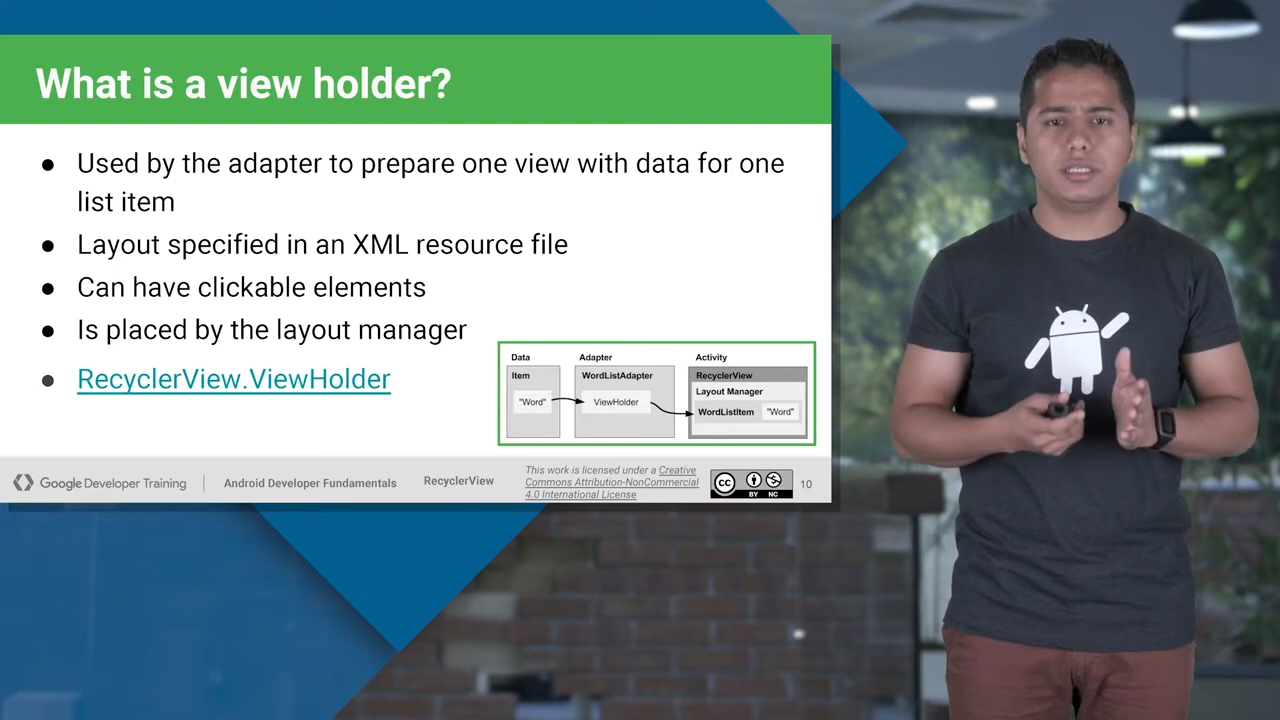 What is a view holder?
● Used by the adapter to prepare one view with data for one
list item
● Layout specified in an XML resource file
● Can have clickable elements
● Is placed by the layout manager
● RecyclerView.ViewHolder
Data Adapter Activity
Item WordListAdapter RecyclerView
Layout Manager
"Word" ViewHolder WordListItem "Word"
Google Developer Training
Android Developer Fundamentals
RecyclerView
This work is licensed under a Creative
Commons Attribution-NonCommercial
4.0 International License
cc BY NC
10